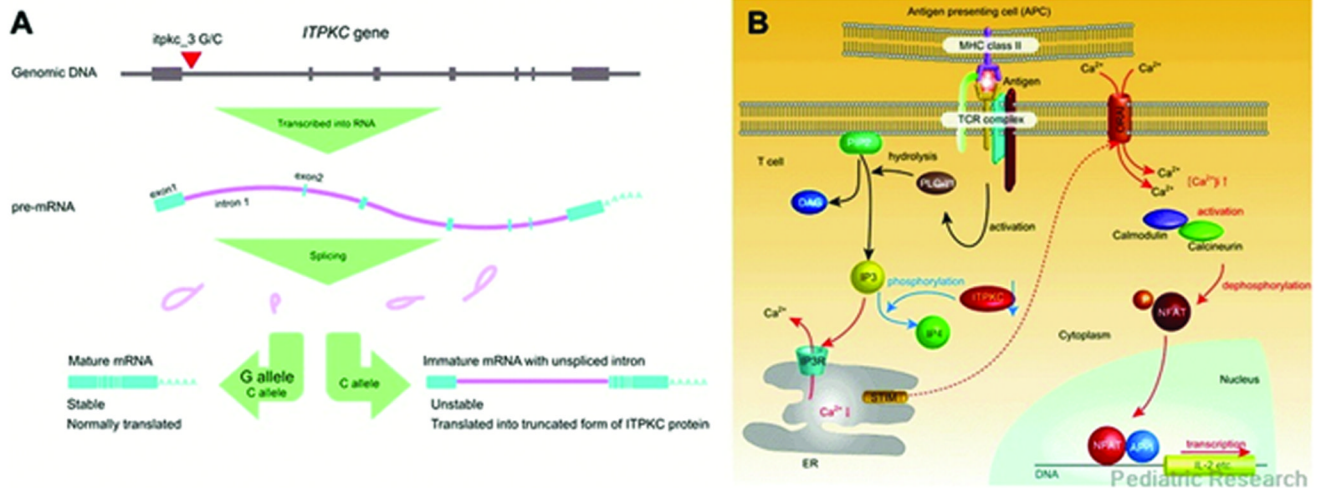 A
itpkc_3 G/C
ITPKC gene
Genomic DNA
Transcribed into RNA
exon1
exon2
intron 1
pre-mRNA
Splicing
Mature mRNA
G allele
C allele
C allele
Immature mRNA with unspliced intron
Stable
Unstable
Normally translated
Translated into truncated form of ITPKC protein
B
Antigen presenting cell (APC)
MHC class II
Ca²⁺
Ca²⁺
Antigen
TCR complex
T cell
hydrolysis
DAG
activation
Ca²⁺
Ca²⁺
[Ca²⁺]i ↑
activation
Calmodulin
Calcineurin
IP3
phosphorylation
ITPKC
dephosphorylation
Ca²⁺
IP4
NFAT
IP3R
Cytoplasm
STIM
Nucleus
Ca²⁺ ↓
ER
NFAT
transcription
IL-2 etc.
DNA
Pediatric Research